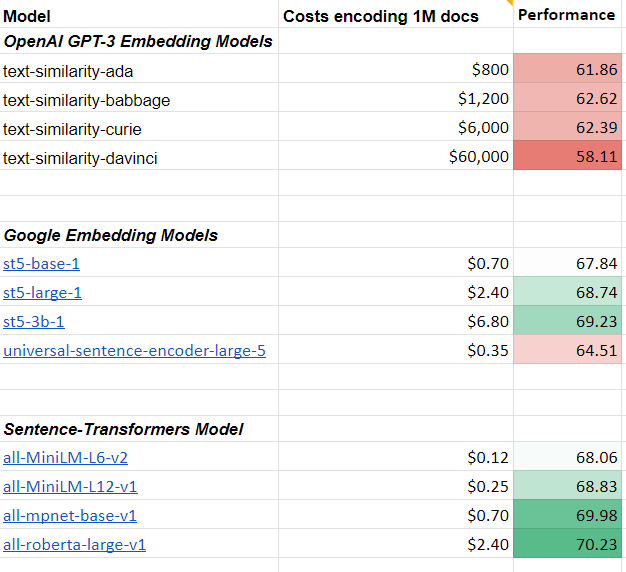 Model Costs encoding 1M docs Performance
OpenAI GPT-3 Embedding Models
text-similarity-ada $800 61.86
text-similarity-babbage $1,200 62.62
text-similarity-curie $6,000 62.39
text-similarity-davinci $60,000 58.11
Google Embedding Models
st5-base-1 $0.70 67.84
st5-large-1 $2.40 68.74
st5-3b-1 $6.80 69.23
universal-sentence-encoder-large-5 $0.35 64.51
Sentence-Transformers Model
all-MiniLM-L6-v2 $0.12 68.06
all-MiniLM-L12-v1 $0.25 68.83
all-mpnet-base-v1 $0.70 69.98
all-roberta-large-v1 $2.40 70.23